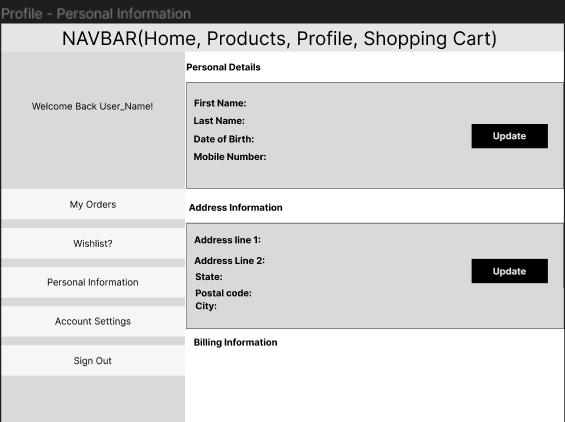 Profile - Personal Information
NAVBAR(Home, Products, Profile, Shopping Cart)
Welcome Back User_Name!
My Orders
Wishlist?
Personal Information
Account Settings
Sign Out
Personal Details
First Name:
Last Name:
Date of Birth:
Mobile Number:
Update
Address Information
Address line 1:
Address Line 2:
State:
Postal code:
City:
Update
Billing Information